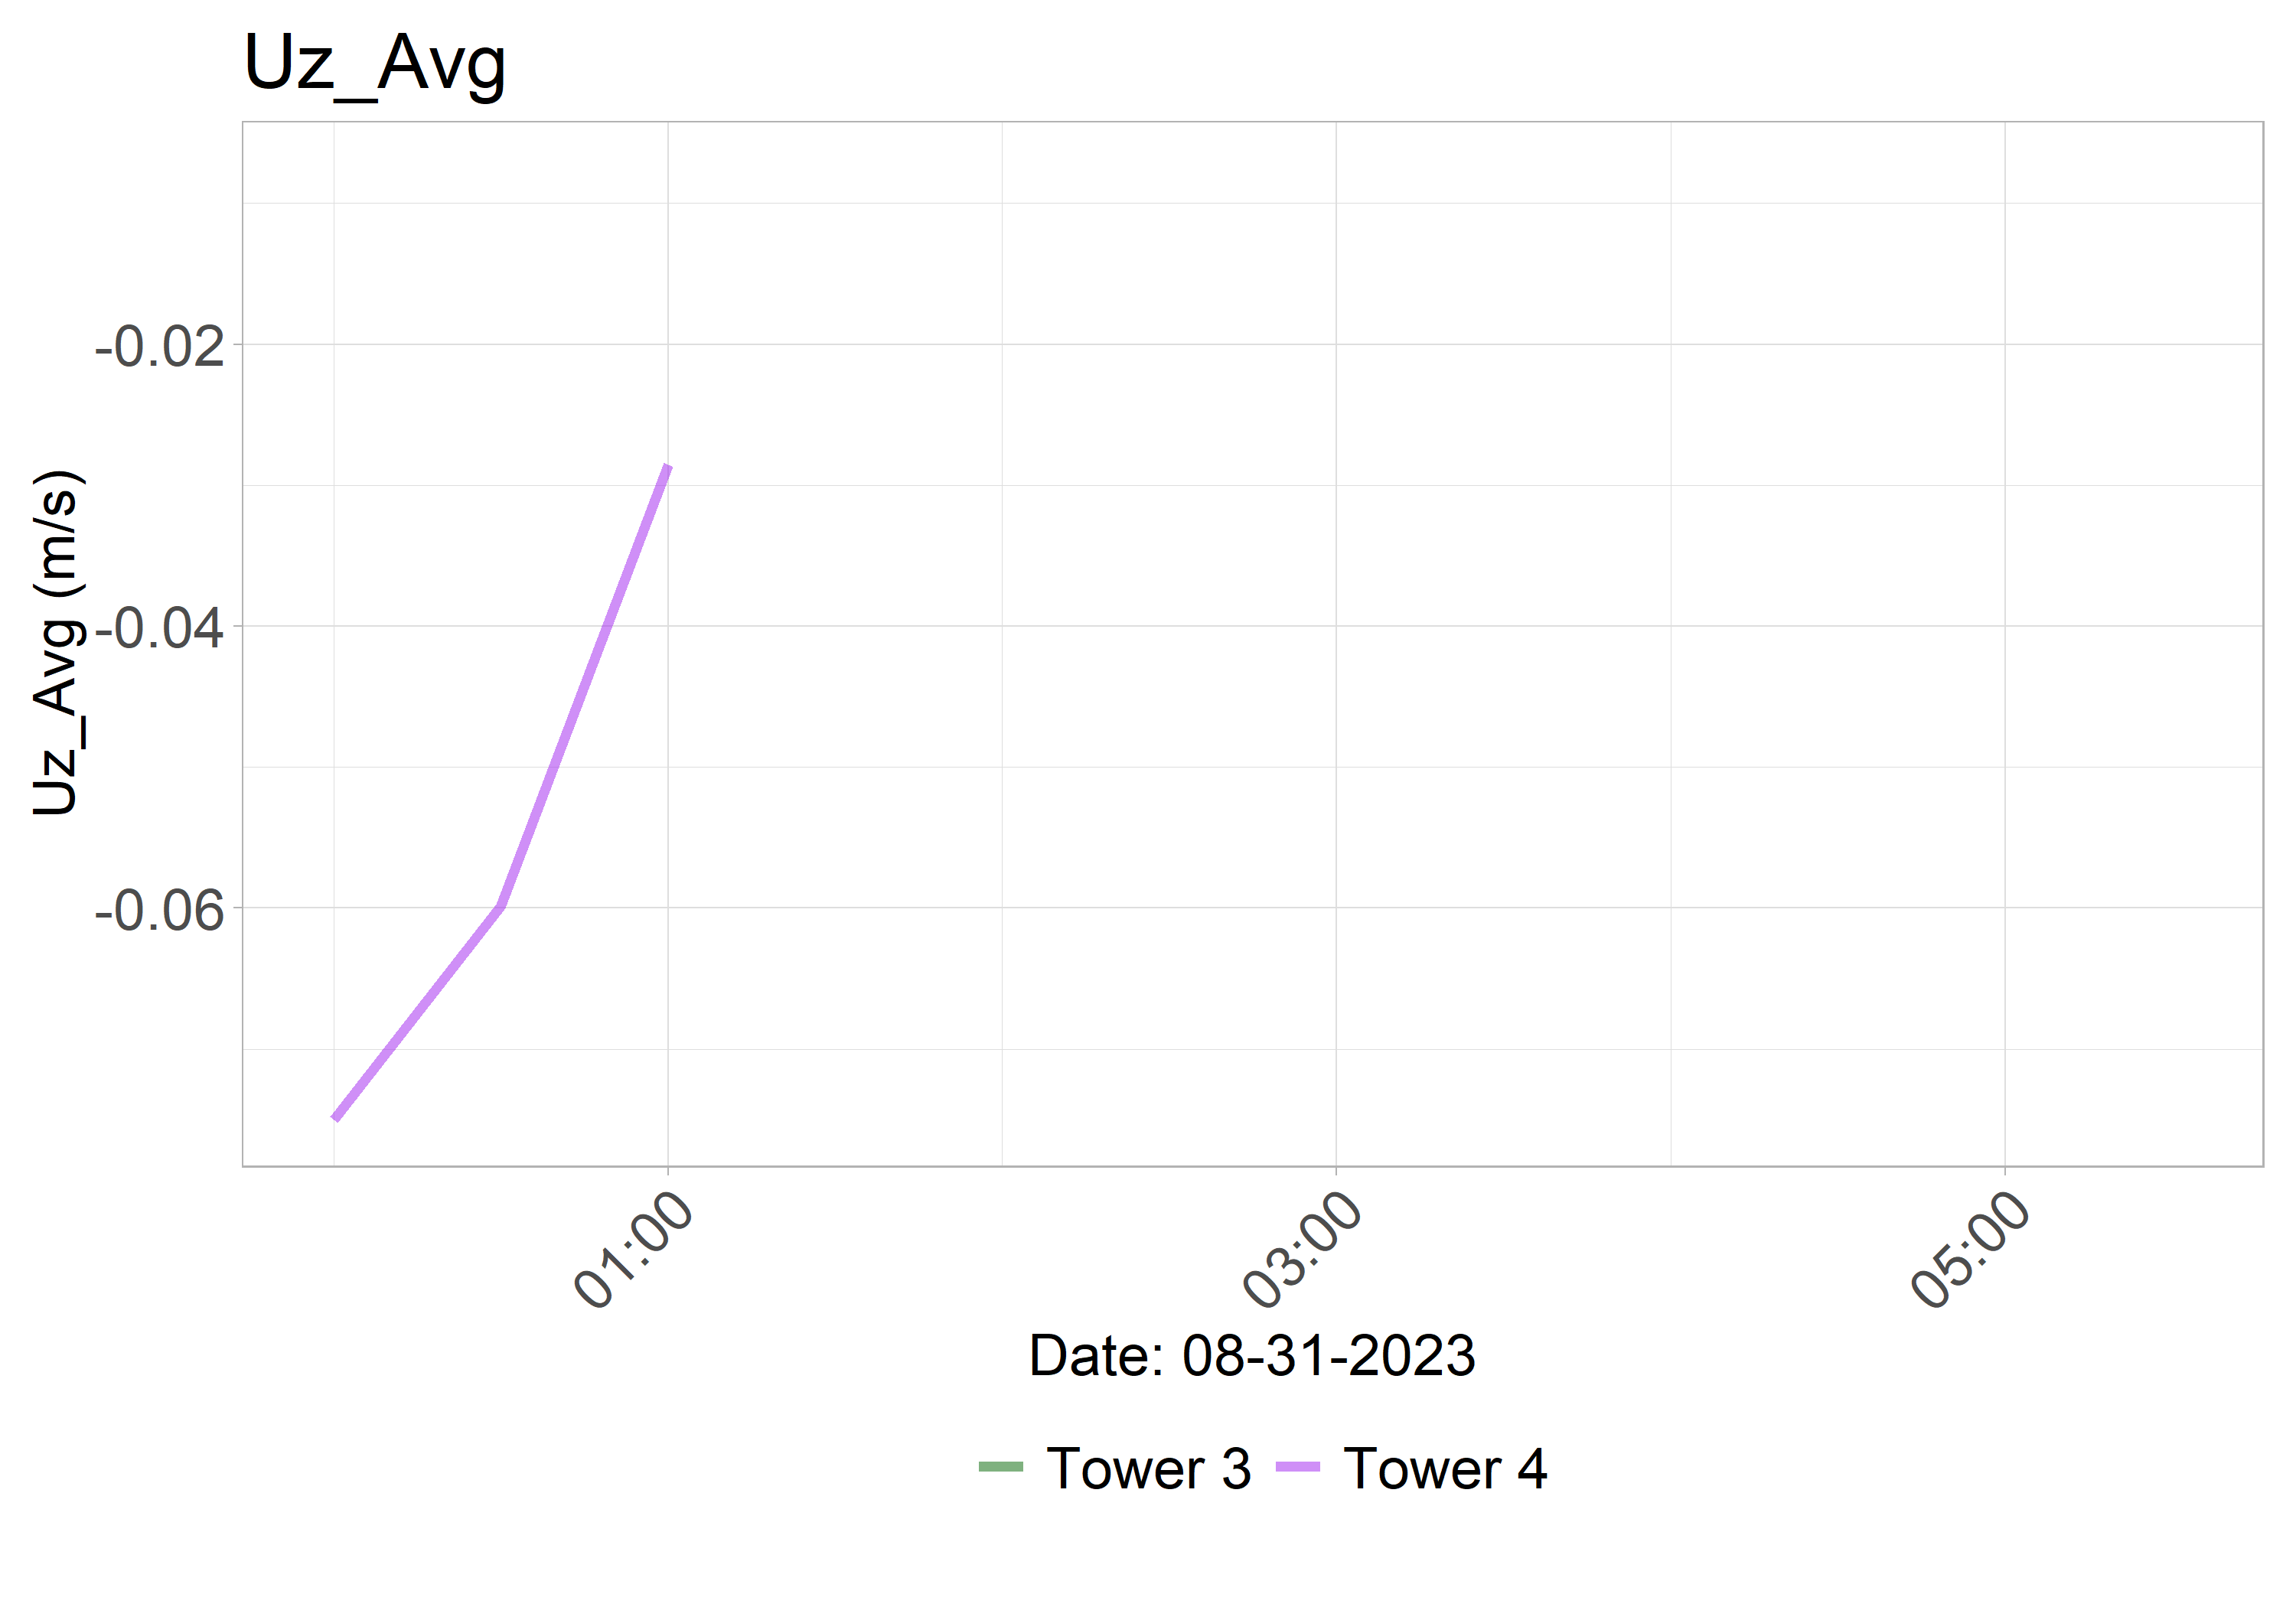 Uz_Avg
Uz_Avg (m/s)
-0.02
-0.04
-0.06
01:00
03:00
05:00
Date: 08-31-2023
Tower 3
Tower 4